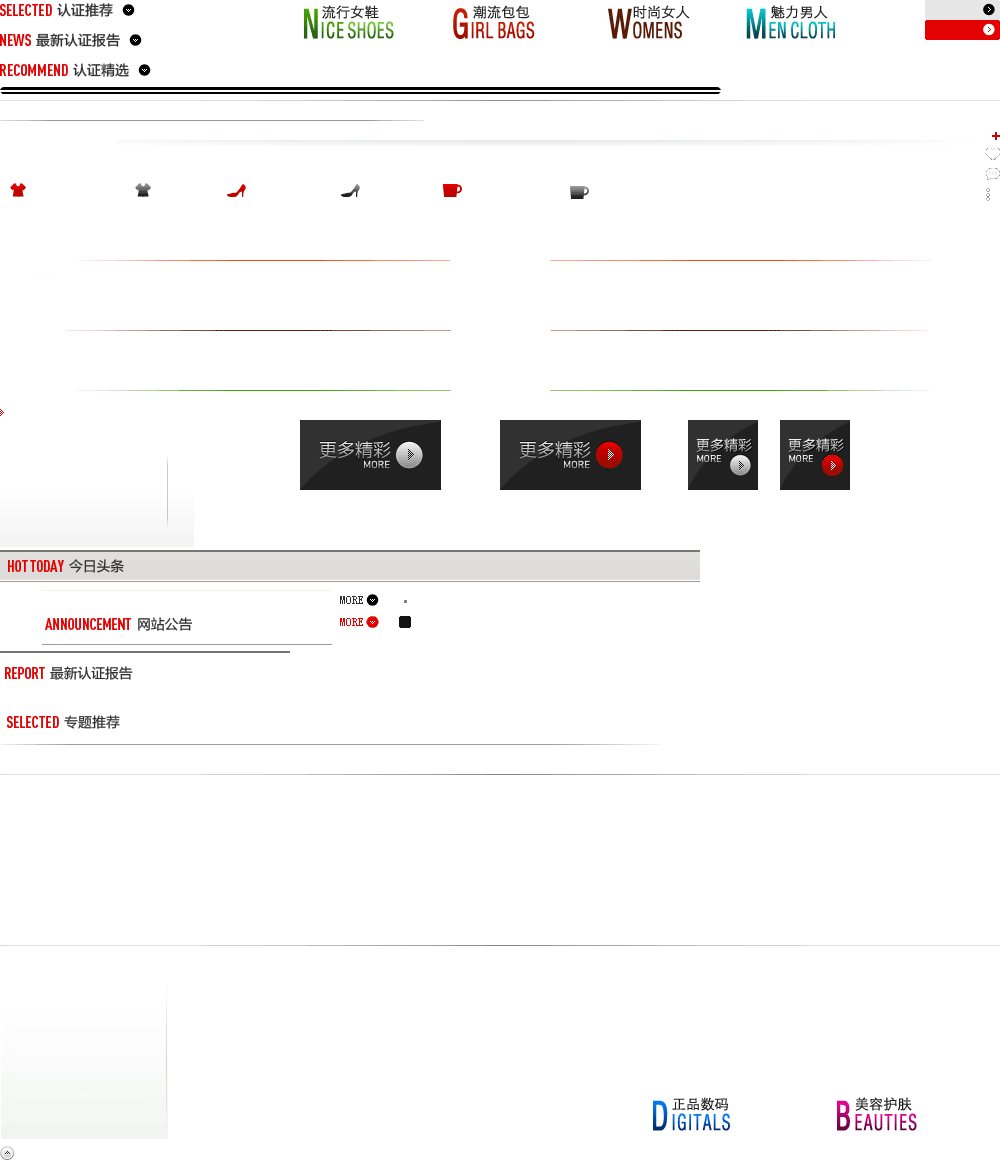 SELECTED 认证推荐
NEWS 最新认证报告
RECOMMEND 认证精选
流行女鞋
NICE SHOES
潮流包包
GIRL BAGS
时尚女人
WOMENS
魅力男人
MEN CLOTH
更多精彩
MORE
更多精彩
MORE
更多精彩
MORE
更多精彩
MORE
HOT TODAY 今日头条
MORE
ANNOUNCEMENT 网站公告
MORE
REPORT 最新认证报告
SELECTED 专题推荐
正品数码
DIGITALS
美容护肤
BEAUTIES